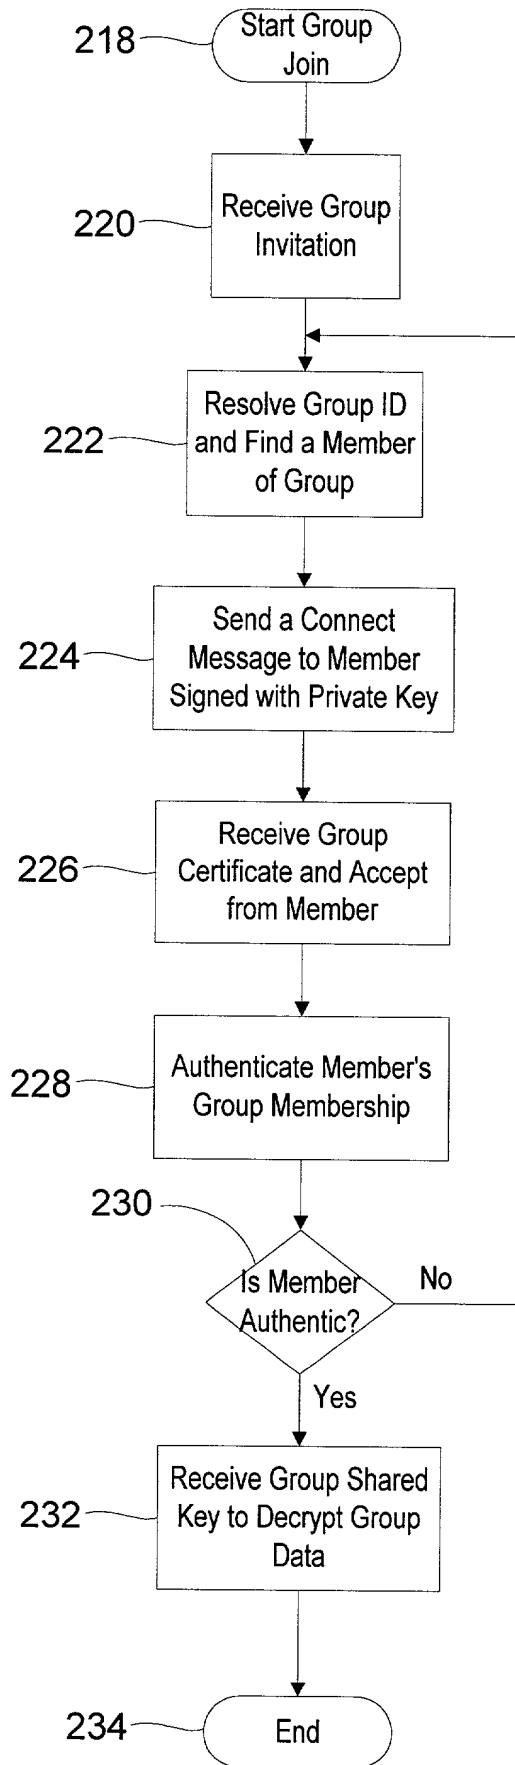 218
Start Group
Join
220
Receive Group
Invitation
222
Resolve Group ID
and Find a Member
of Group
224
Send a Connect
Message to Member
Signed with Private Key
226
Receive Group
Certificate and Accept
from Member
228
Authenticate Member's
Group Membership
230
Is Member
Authentic?
No
Yes
232
Receive Group Shared
Key to Decrypt Group
Data
234
End